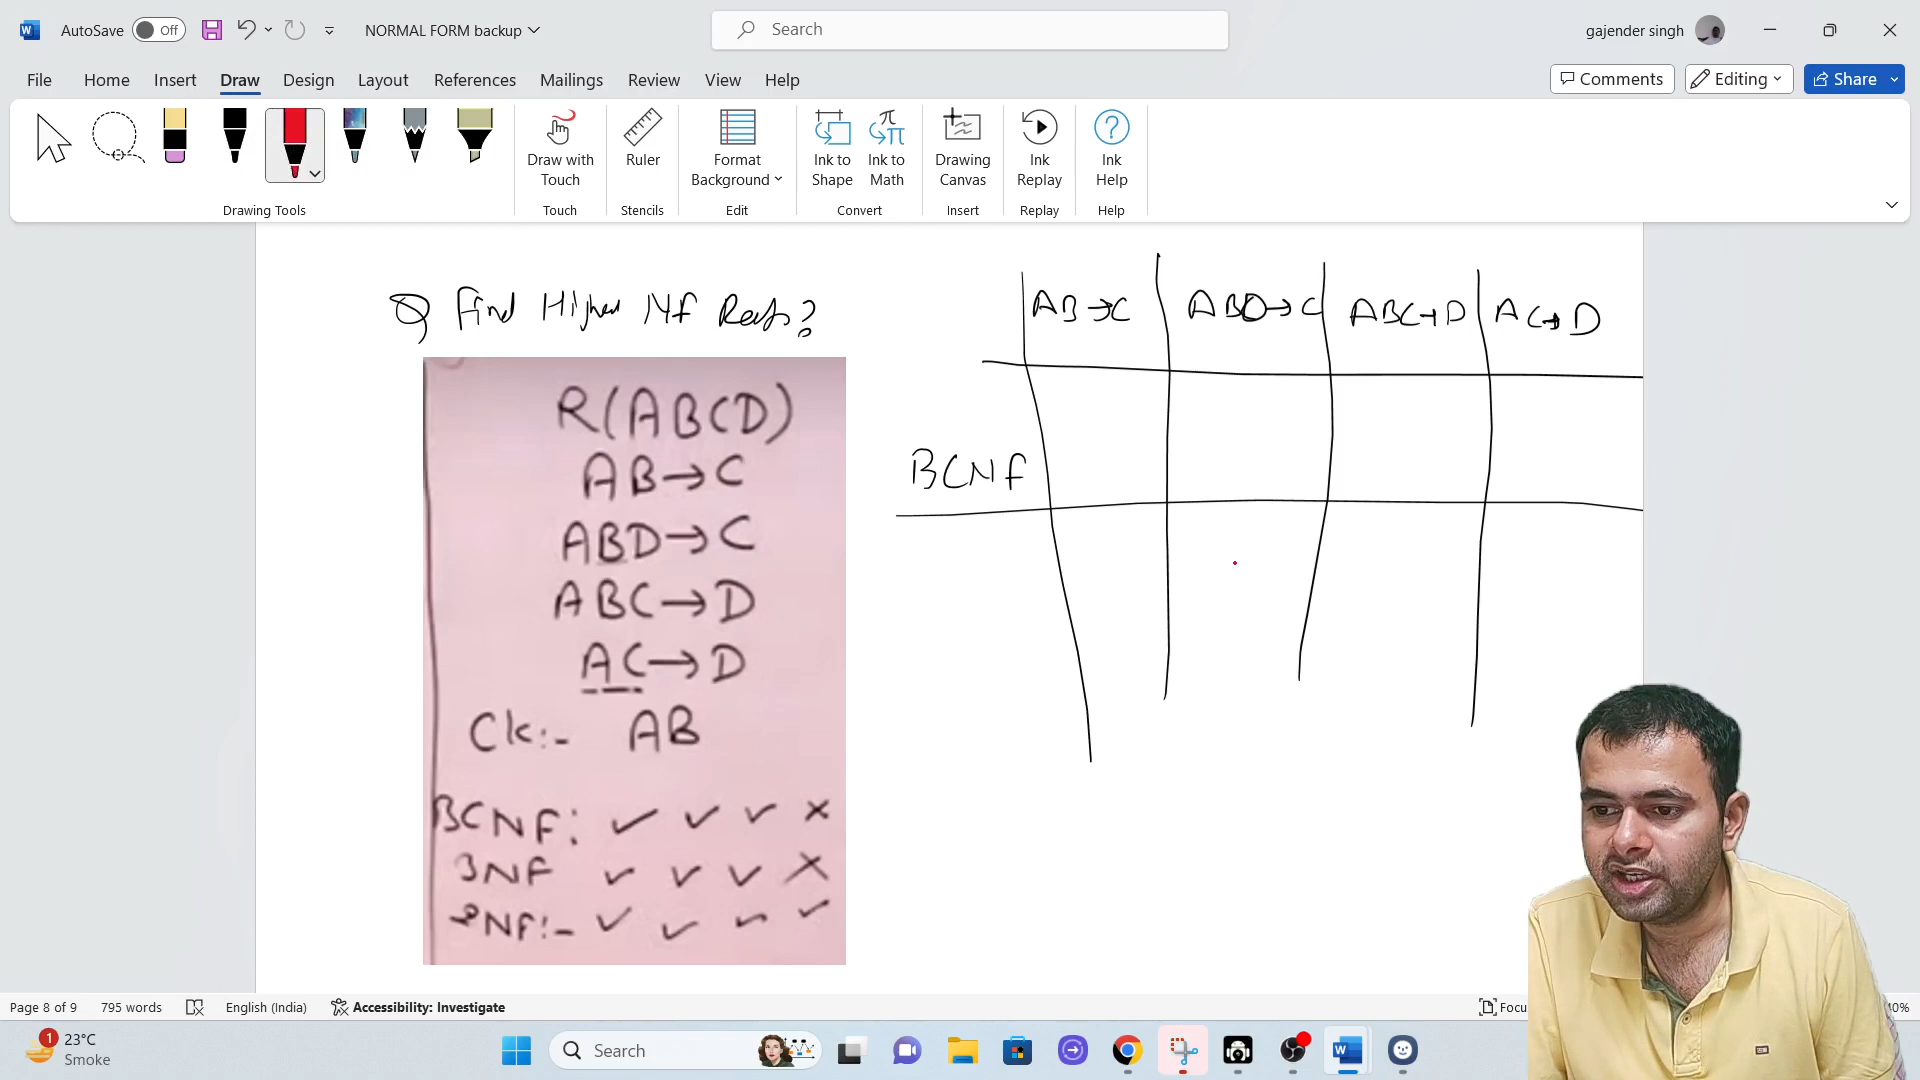 AutoSave Off NORMAL FORM backup Search gajender singh
File Home Insert Draw Design Layout References Mailings Review View Help Comments Editing Share
Draw with Touch Ruler Format Background Ink to Shape Ink to Math Drawing Canvas Ink Replay Ink Help
Drawing Tools Touch Stencils Edit Convert Insert Replay Help
Q Find Higher NF
AB→C ABD→C ABC→D AC→D
BCNF
R(ABCD)
AB→C
ABD→C
ABC→D
AC→D
Ck:- AB
BCNF: ✓ ✓ ✓ ×
3NF ✓ ✓ ✓ ×
2NF:- ✓ ✓ ✓ ✓
Page 8 of 9 795 words English (India) Accessibility: Investigate Focu
1 23°C
Smoke
Search